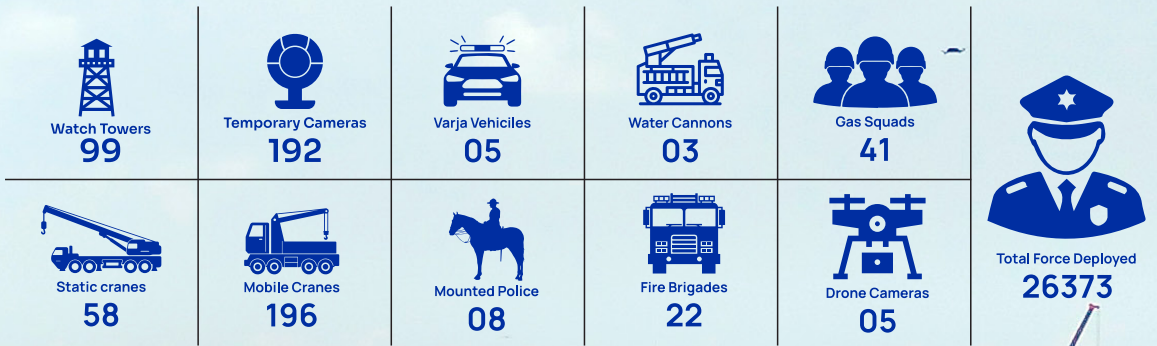 Watch Towers
99
Temporary Cameras
192
Varja Vehiciles
05
Water Cannons
03
Gas Squads
41
Static cranes
58
Mobile Cranes
196
Mounted Police
08
Fire Brigades
22
Drone Cameras
05
Total Force Deployed
26373